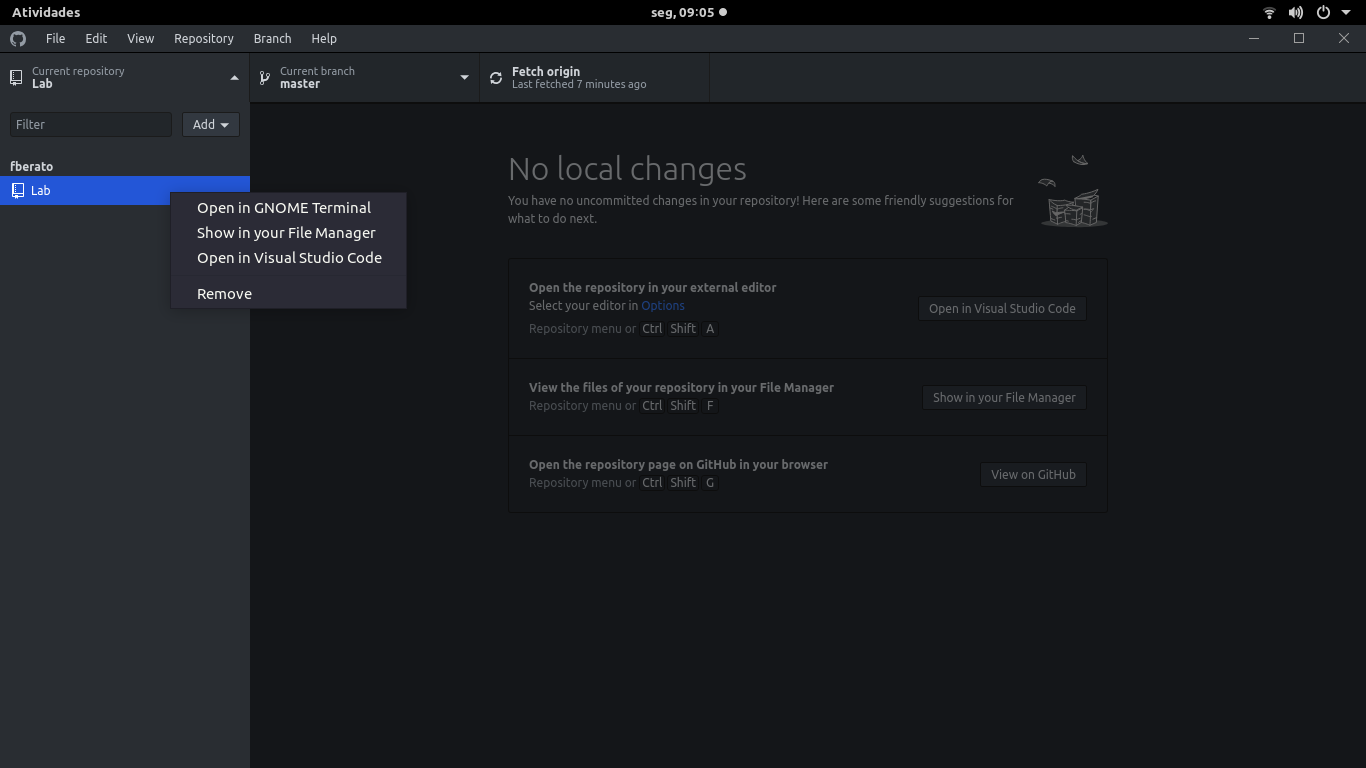 Atividades
seg, 09:05
File Edit View Repository Branch Help
Current repository
Lab
Current branch
master
Fetch origin
Last fetched 7 minutes ago
Filter
Add
fberato
Lab
Open in GNOME Terminal
Show in your File Manager
Open in Visual Studio Code
Remove
No local changes
You have no uncommitted changes in your repository! Here are some friendly suggestions for
what to do next.
Open the repository in your external editor
Select your editor in Options
Repository menu or Ctrl Shift A
Open in Visual Studio Code
View the files of your repository in your File Manager
Repository menu or Ctrl Shift F
Show in your File Manager
Open the repository page on GitHub in your browser
Repository menu or Ctrl Shift G
View on GitHub